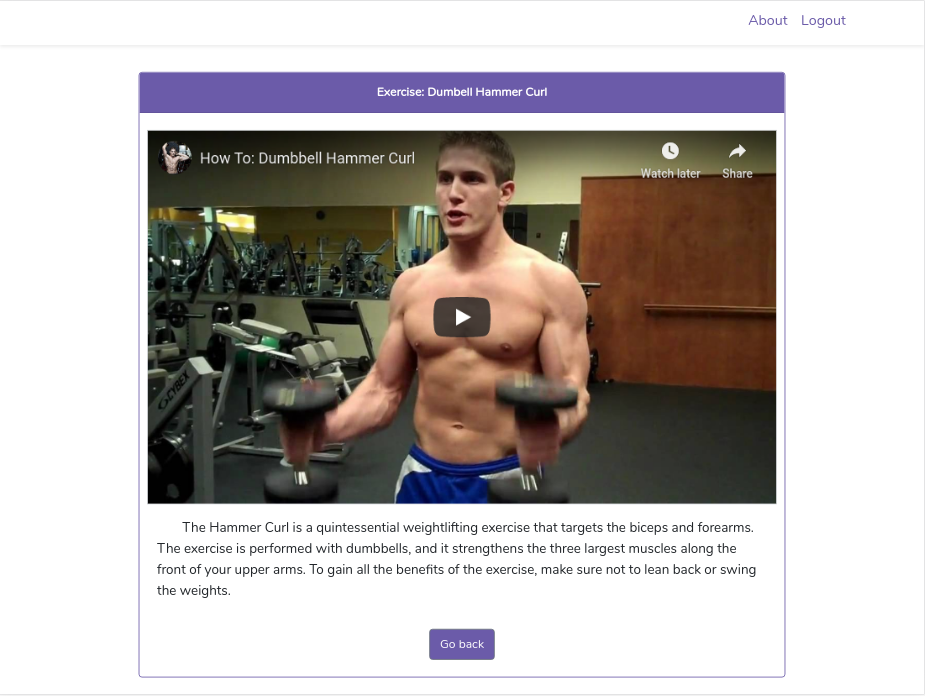 About Logout
Exercise: Dumbell Hammer Curl
How To: Dumbbell Hammer Curl
Watch later Share
CYBEX
The Hammer Curl is a quintessential weightlifting exercise that targets the biceps and forearms.
The exercise is performed with dumbbells, and it strengthens the three largest muscles along the
front of your upper arms. To gain all the benefits of the exercise, make sure not to lean back or swing
the weights.
Go back